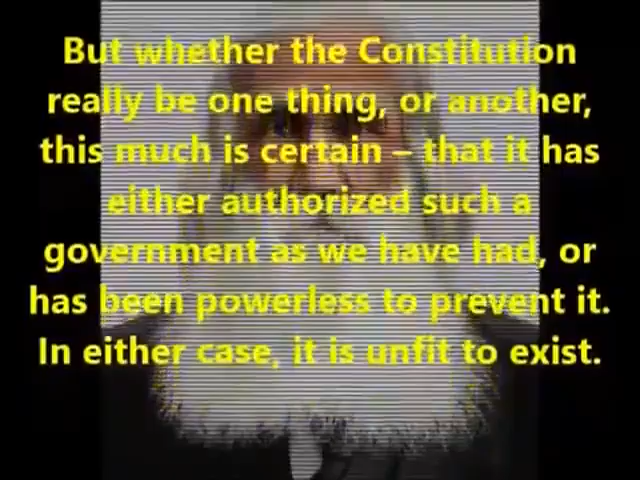 But whether the Constitution
really be one thing, or another,
this much is certain – that it has
either authorized such a
government as we have had, or
has been powerless to prevent it.
In either case, it is unfit to exist.